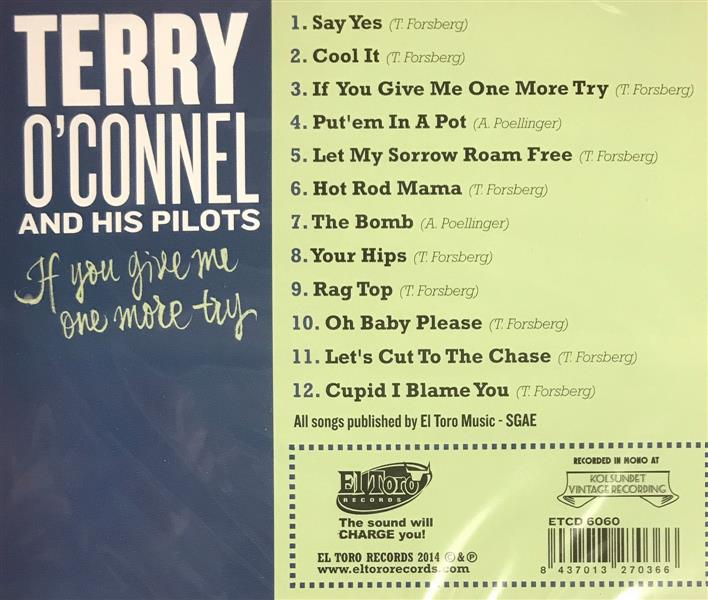 TERRY
O'CONNEL
AND HIS PILOTS
If you give me
one more try
1. Say Yes (T. Forsberg)
2. Cool It (T. Forsberg)
3. If You Give Me One More Try (T. Forsberg)
4. Put'em In A Pot (A. Poellinger)
5. Let My Sorrow Roam Free (T. Forsberg)
6. Hot Rod Mama (T. Forsberg)
7. The Bomb (A. Poellinger)
8. Your Hips (T. Forsberg)
9. Rag Top (T. Forsberg)
10. Oh Baby Please (T. Forsberg)
11. Let's Cut To The Chase (T. Forsberg)
12. Cupid I Blame You (T. Forsberg)
All songs published by El Toro Music - SGAE
El Toro
RECORDS
The sound will
CHARGE you!
EL TORO RECORDS 2014 © & ℗
www.eltororecords.com
RECORDED IN MONO AT
KOLSUNDET
VINTAGE RECORDING
ETCD 6060
8 437013 270366